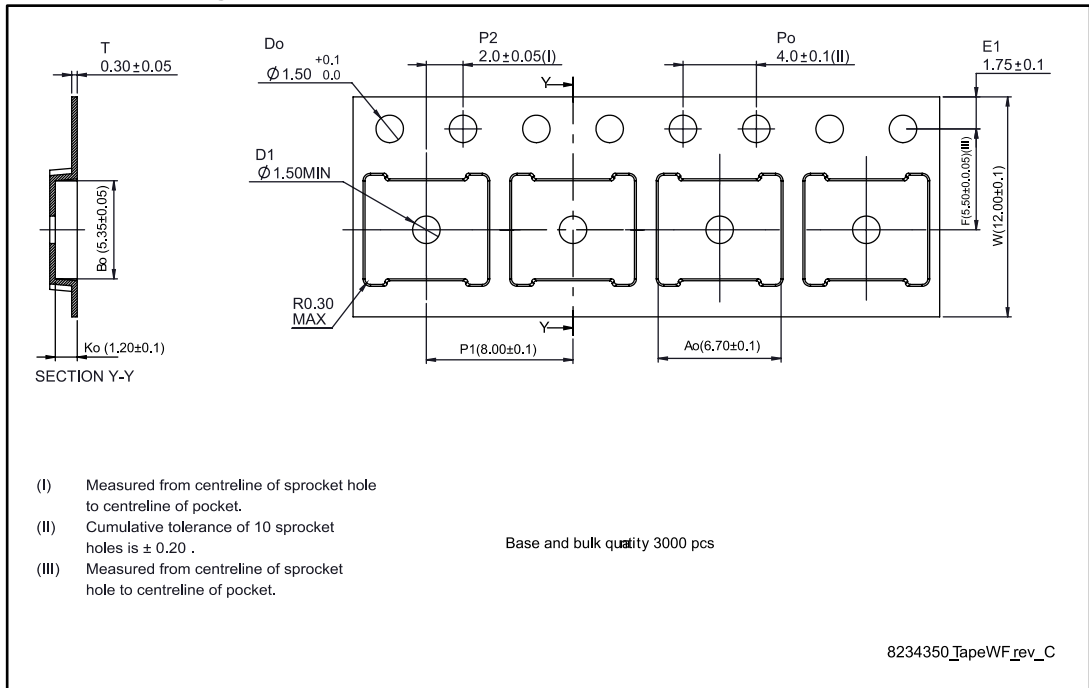 T
0.30±0.05
Do
Ø1.50 +0.1 0.0
P2
2.0±0.05(I)
Po
4.0±0.1(II)
E1
1.75±0.1
Y
D1
Ø1.50MIN
Bo (5.35±0.05)
F(5.50±0.0.05)(III)
W(12.00±0.1)
R0.30
MAX
Y
Ko (1.20±0.1)
P1(8.00±0.1)
Ao(6.70±0.1)
SECTION Y-Y
(I) Measured from centreline of sprocket hole
to centreline of pocket.
(II) Cumulative tolerance of 10 sprocket
holes is ± 0.20 .
(III) Measured from centreline of sprocket
hole to centreline of pocket.
Base and bulk quantity 3000 pcs
8234350_TapeWF_rev_C